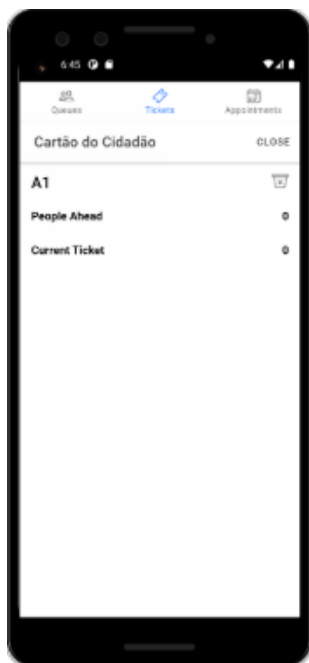 6:45
Queues Tickets Appointments
Cartão do Cidadão CLOSE
A1
People Ahead 0
Current Ticket 0